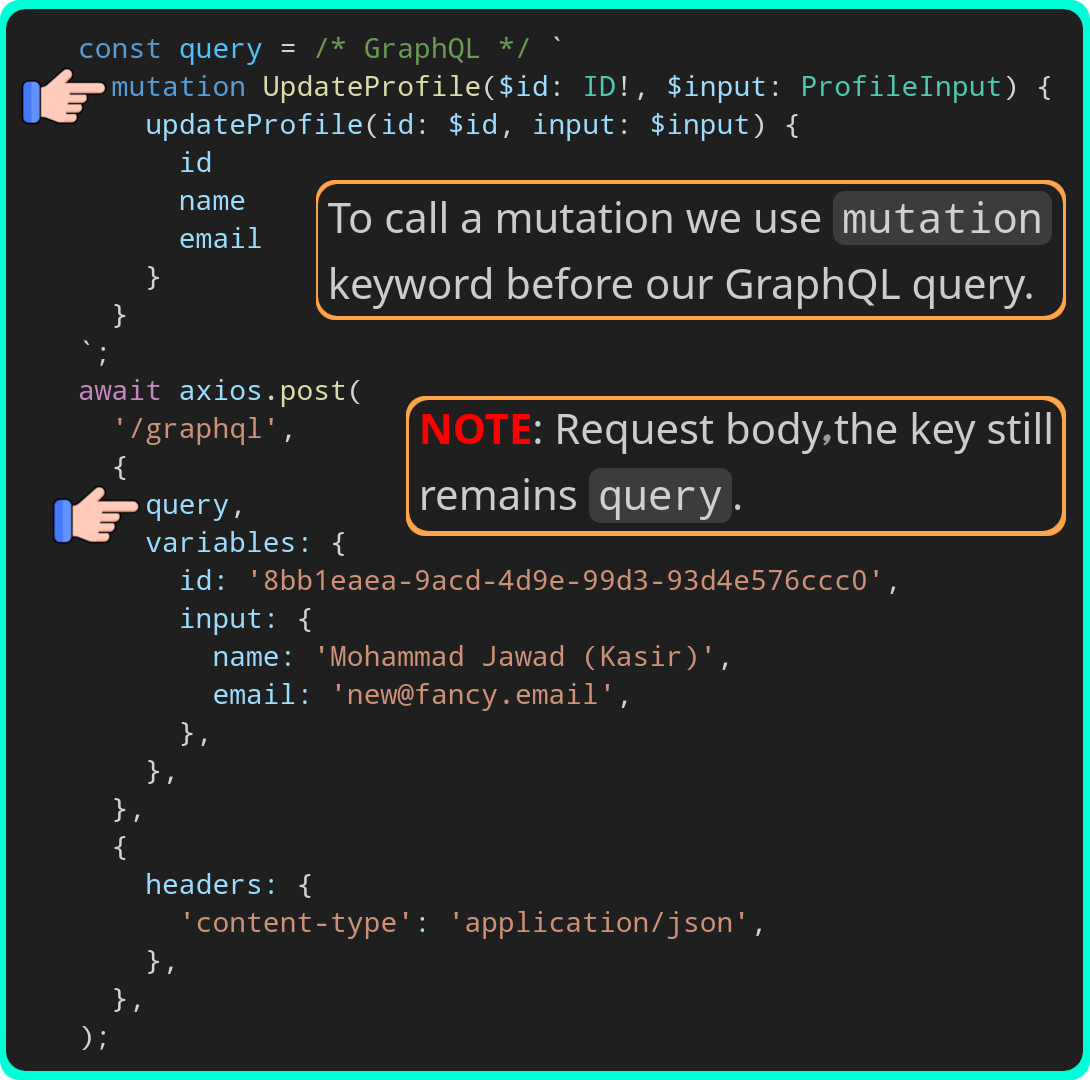 const query = /* GraphQL */ `
mutation UpdateProfile($id: ID!, $input: ProfileInput) {
updateProfile(id: $id, input: $input) {
id
name
email
}
}
`;
To call a mutation we use mutation
keyword before our GraphQL query.
await axios.post(
'/graphql',
{
query,
variables: {
id: '8bb1eaea-9acd-4d9e-99d3-93d4e576ccc0',
input: {
name: 'Mohammad Jawad (Kasir)',
email: 'new@fancy.email',
},
},
},
{
headers: {
'content-type': 'application/json',
},
},
);
NOTE: Request body,the key still
remains query.